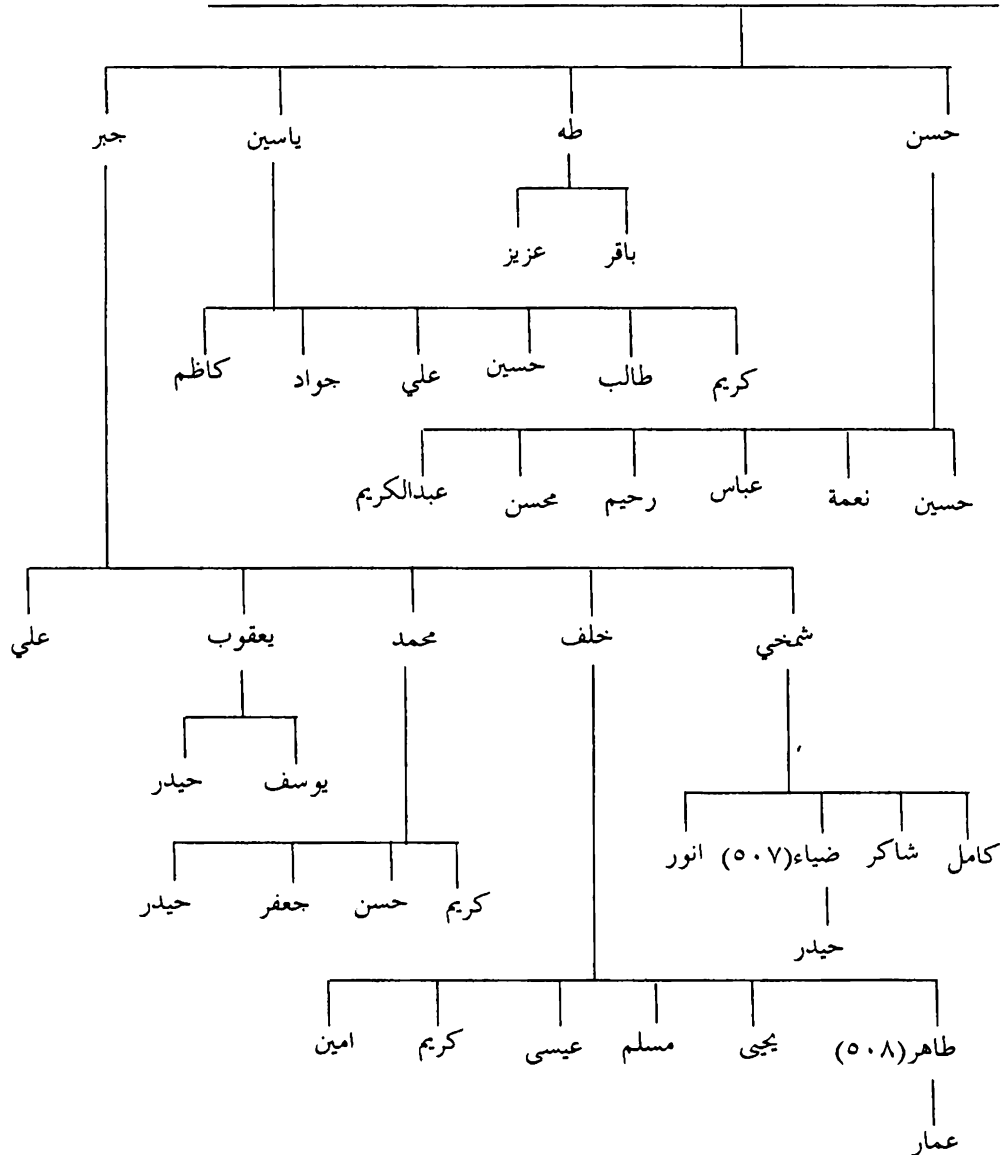 حسن طه ياسين جبر
باقر عزيز
كريم طالب حسين علي جواد كاظم
حسين نعمة عباس رحيم محسن عبدالكريم
شمخي خلف محمد يعقوب علي
يوسف حيدر
كامل شاكر ضياء(٥٠٧) انور
كريم حسن جعفر حيدر
حيدر
طاهر(٥٠٨) يحيى مسلم عيسى كريم امين
عمار